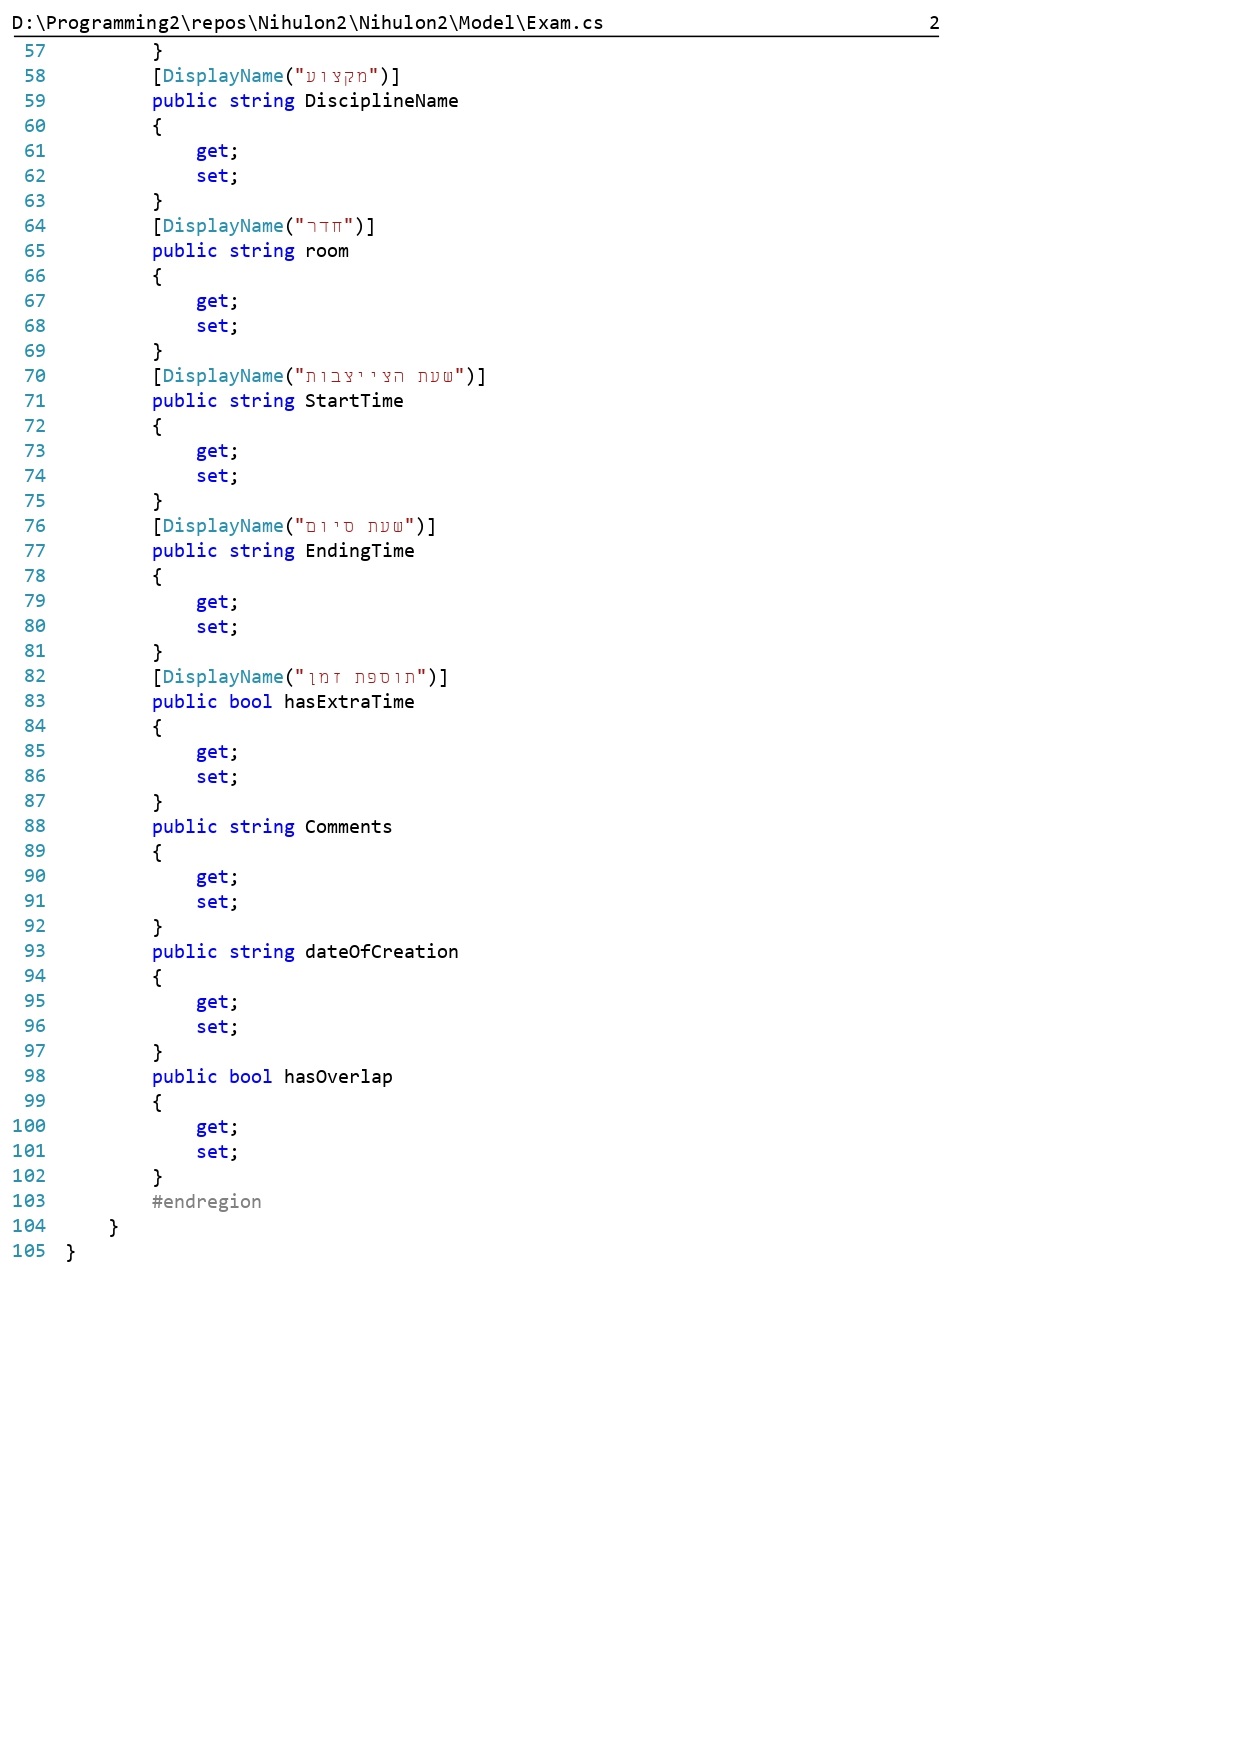 D:\Programming2\repos\Nihulon2\Nihulon2\Model\Exam.cs 2
57 }
58 [DisplayName("מקצוע")]
59 public string DisciplineName
60 {
61 get;
62 set;
63 }
64 [DisplayName("חדר")]
65 public string room
66 {
67 get;
68 set;
69 }
70 [DisplayName("שעת הצייצבות")]
71 public string StartTime
72 {
73 get;
74 set;
75 }
76 [DisplayName("שעת סיום")]
77 public string EndingTime
78 {
79 get;
80 set;
81 }
82 [DisplayName("תוספת זמן")]
83 public bool hasExtraTime
84 {
85 get;
86 set;
87 }
88 public string Comments
89 {
90 get;
91 set;
92 }
93 public string dateOfCreation
94 {
95 get;
96 set;
97 }
98 public bool hasOverlap
99 {
100 get;
101 set;
102 }
103 #endregion
104 }
105 }